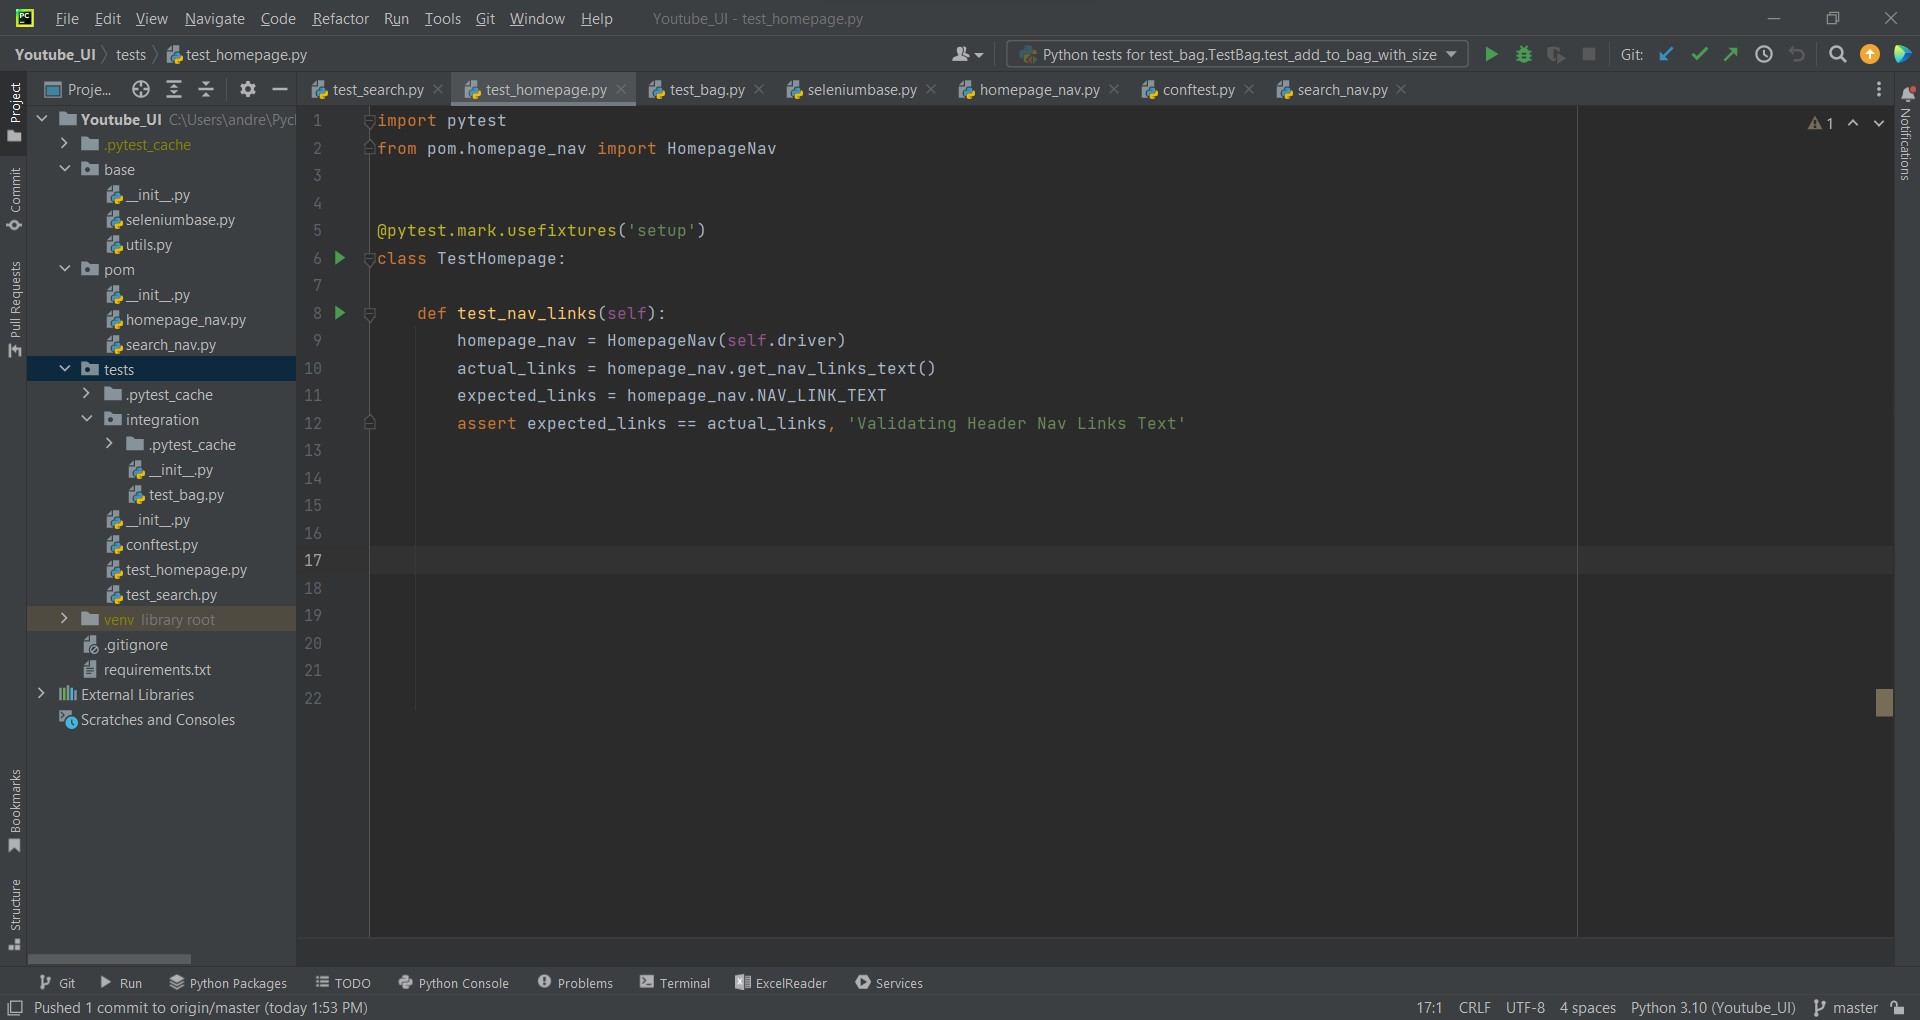 PC
File Edit View Navigate Code Refactor Run Tools Git Window Help Youtube_UI - test_homepage.py
Youtube_UI tests test_homepage.py
Python tests for test_bag.TestBag.test_add_to_bag_with_size
Git:
Proje...
test_search.py test_homepage.py test_bag.py seleniumbase.py homepage_nav.py conftest.py search_nav.py
Project
Commit
Pull Requests
Bookmarks
Structure
Youtube_UI C:\Users\andre\Pycl
.pytest_cache
base
__init__.py
seleniumbase.py
utils.py
pom
__init__.py
homepage_nav.py
search_nav.py
tests
.pytest_cache
integration
.pytest_cache
__init__.py
test_bag.py
__init__.py
conftest.py
test_homepage.py
test_search.py
venv library root
.gitignore
requirements.txt
External Libraries
Scratches and Consoles
1 import pytest
2 from pom.homepage_nav import HomepageNav
3
4
5 @pytest.mark.usefixtures('setup')
6 class TestHomepage:
7
8 def test_nav_links(self):
9 homepage_nav = HomepageNav(self.driver)
10 actual_links = homepage_nav.get_nav_links_text()
11 expected_links = homepage_nav.NAV_LINK_TEXT
12 assert expected_links == actual_links, 'Validating Header Nav Links Text'
13
14
15
16
17
18
19
20
21
22
1
Notifications
Git Run Python Packages TODO Python Console Problems Terminal ExcelReader Services
Pushed 1 commit to origin/master (today 1:53 PM) 17:1 CRLF UTF-8 4 spaces Python 3.10 (Youtube_UI) master